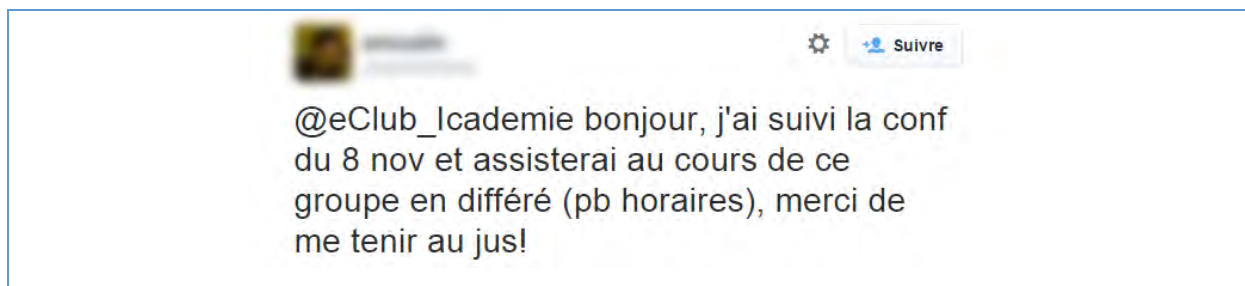 Suivre
@eClub_Icademie bonjour, j'ai suivi la conf
du 8 nov et assisterai au cours de ce
groupe en différé (pb horaires), merci de
me tenir au jus!